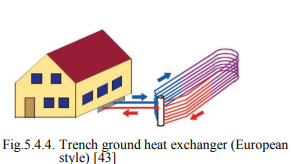 Fig.5.4.4. Trench ground heat exchanger (European
style) [43]